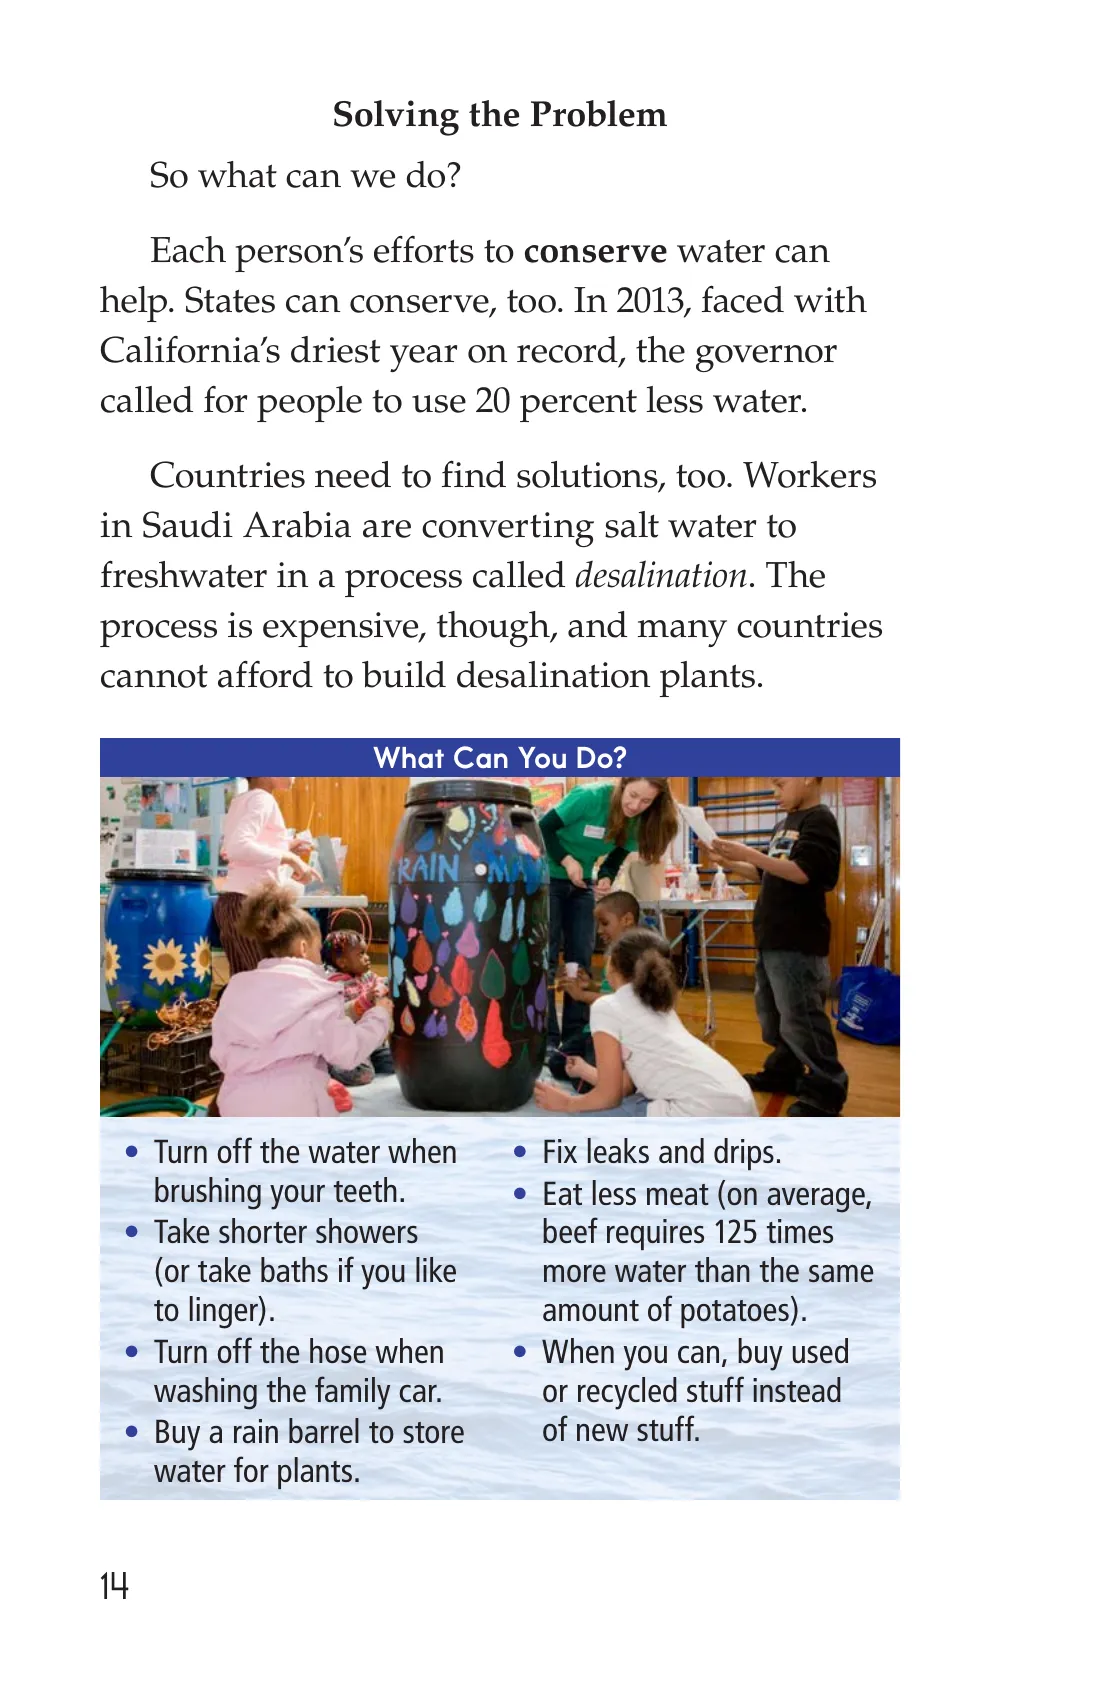 Solving the Problem
So what can we do?
Each person’s efforts to conserve water can
help. States can conserve, too. In 2013, faced with
California’s driest year on record, the governor
called for people to use 20 percent less water.
Countries need to find solutions, too. Workers
in Saudi Arabia are converting salt water to
freshwater in a process called desalination. The
process is expensive, though, and many countries
cannot afford to build desalination plants.
What Can You Do?
RAIN MA
• Turn off the water when
brushing your teeth.
• Take shorter showers
(or take baths if you like
to linger).
• Turn off the hose when
washing the family car.
• Buy a rain barrel to store
water for plants.
• Fix leaks and drips.
• Eat less meat (on average,
beef requires 125 times
more water than the same
amount of potatoes).
• When you can, buy used
or recycled stuff instead
of new stuff.
14